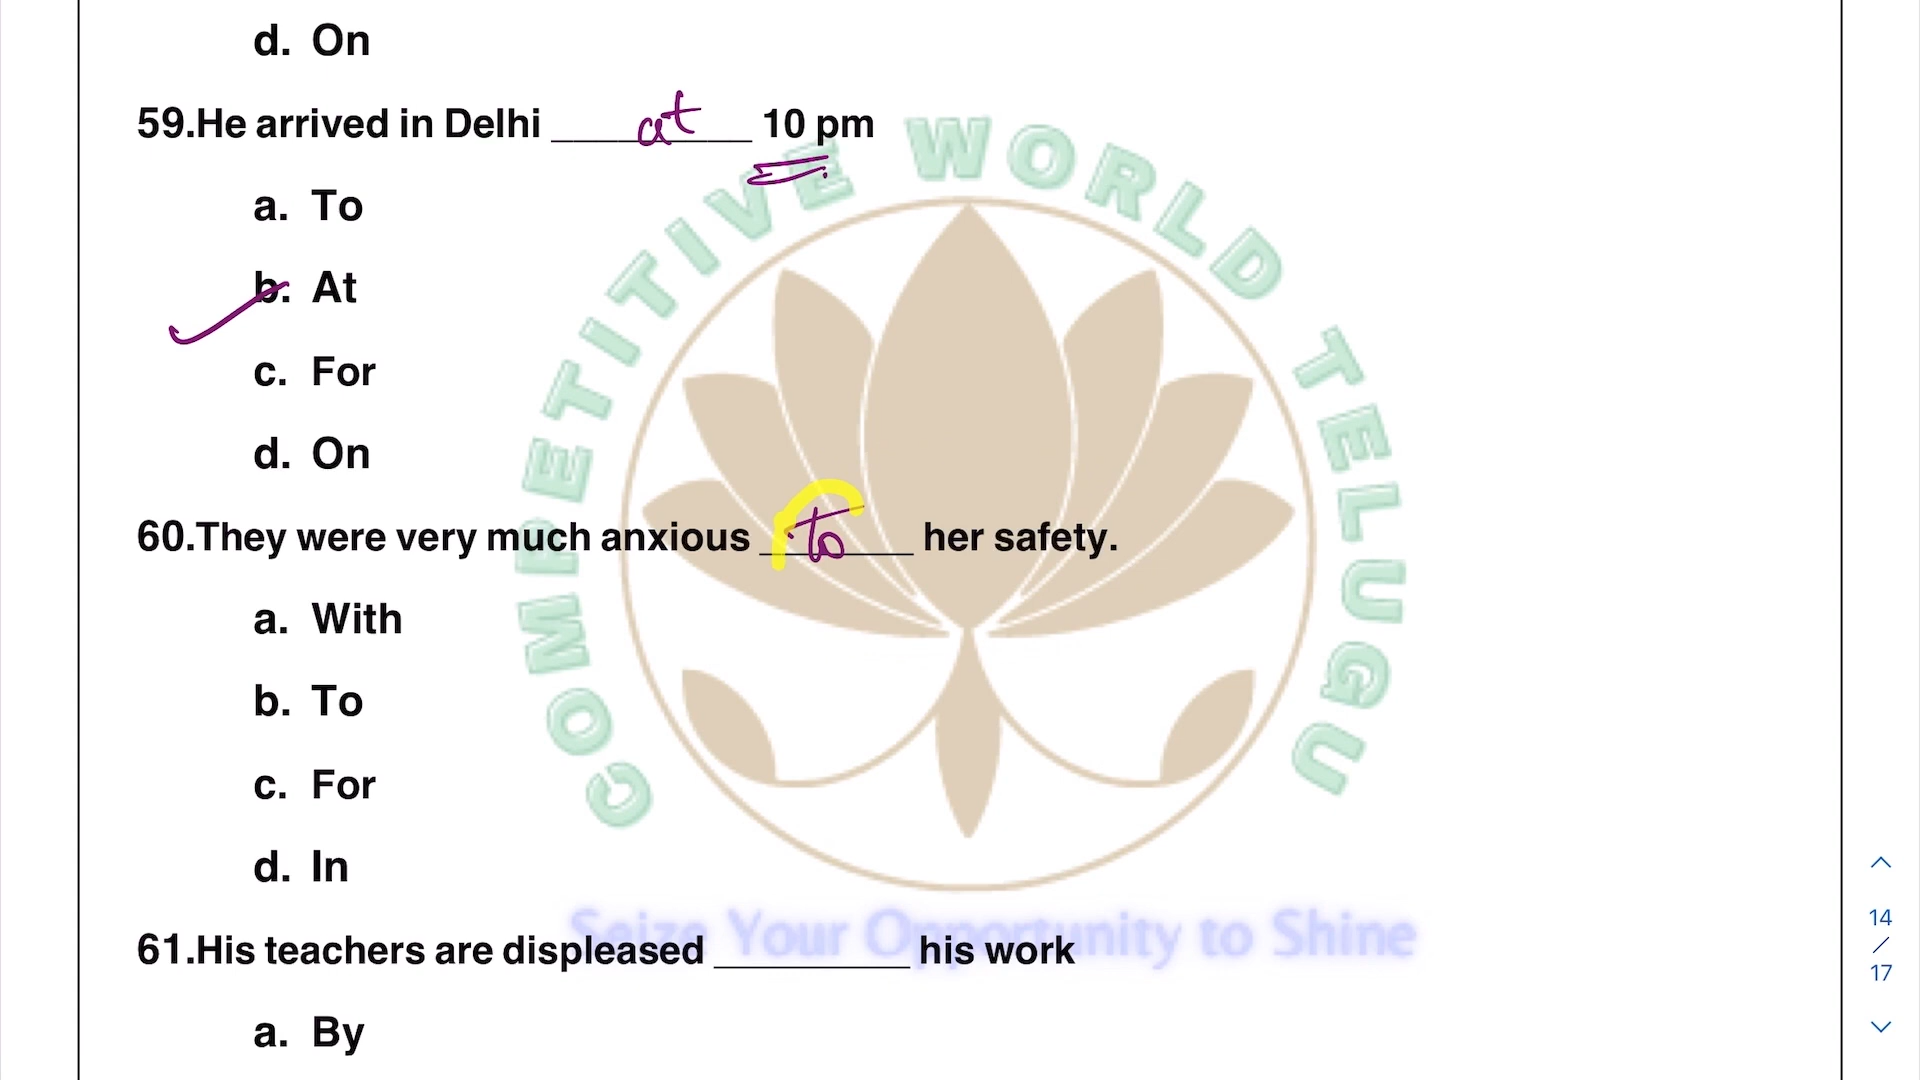 d. On
59.He arrived in Delhi ____at____ 10 pm
a. To
b. At
c. For
d. On
60.They were very much anxious ___to___ her safety.
a. With
b. To
c. For
d. In
61.His teachers are displeased _________ his work
a. By
COMPETITIVE WORLD TELUGU
Seize Your Opportunity to Shine
14
/
17